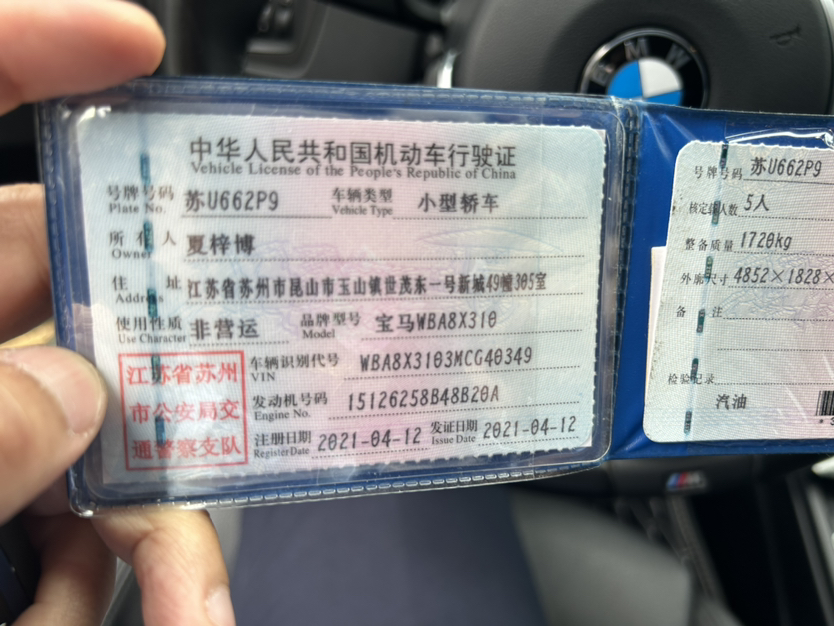 BMW
中华人民共和国机动车行驶证
Vehicle License of the People's Republic of China
号牌号码 苏U662P9 车辆类型 小型轿车
Plate No. Vehicle Type
所有人 夏梓博
Owner
住址 江苏省苏州市昆山市玉山镇世茂东一号新城49幢305室
Address
使用性质 非营运 品牌型号 宝马WBA8X310
Use Character Model
江苏省苏州
市公安局交
通警察支队
车辆识别代号 WBA8X3103MCG40349
VIN
发动机号码 15126258B48B20A
Engine No.
注册日期 2021-04-12 发证日期 2021-04-12
Register Date Issue Date
号牌号码 苏U662P9
核定载人数 5人
整备质量 1720kg
外廓尺寸 4852×1828×
备注
检验记录
汽油